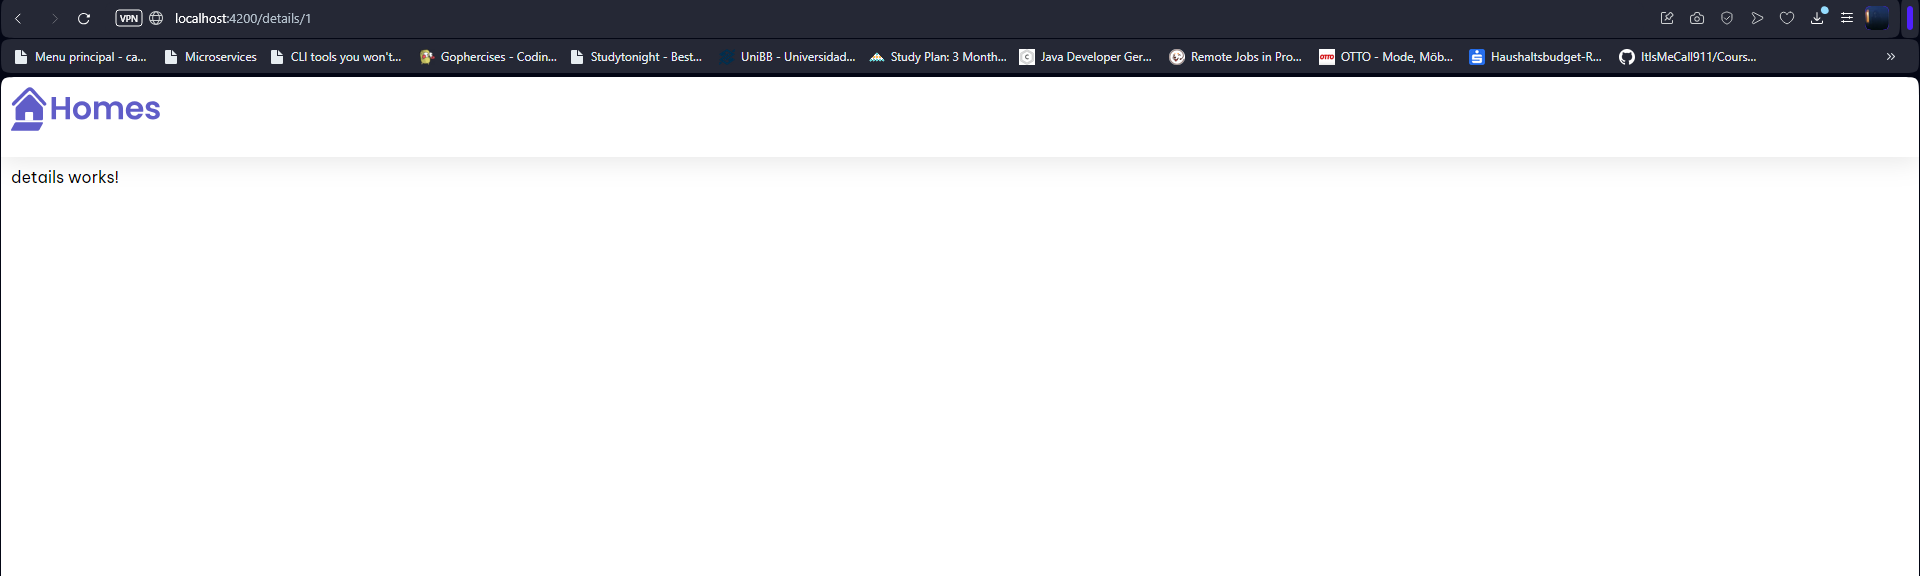 VPN localhost:4200/details/1
Menu principal - ca... Microservices CLI tools you won't... Gophercises - Codin... Studytonight - Best... UniBB - Universidad... Study Plan: 3 Month... Java Developer Ger... Remote Jobs in Pro... OTTO OTTO - Mode, Möb... Haushaltsbudget-R... ItIsMeCall911/Cours...
Homes
details works!